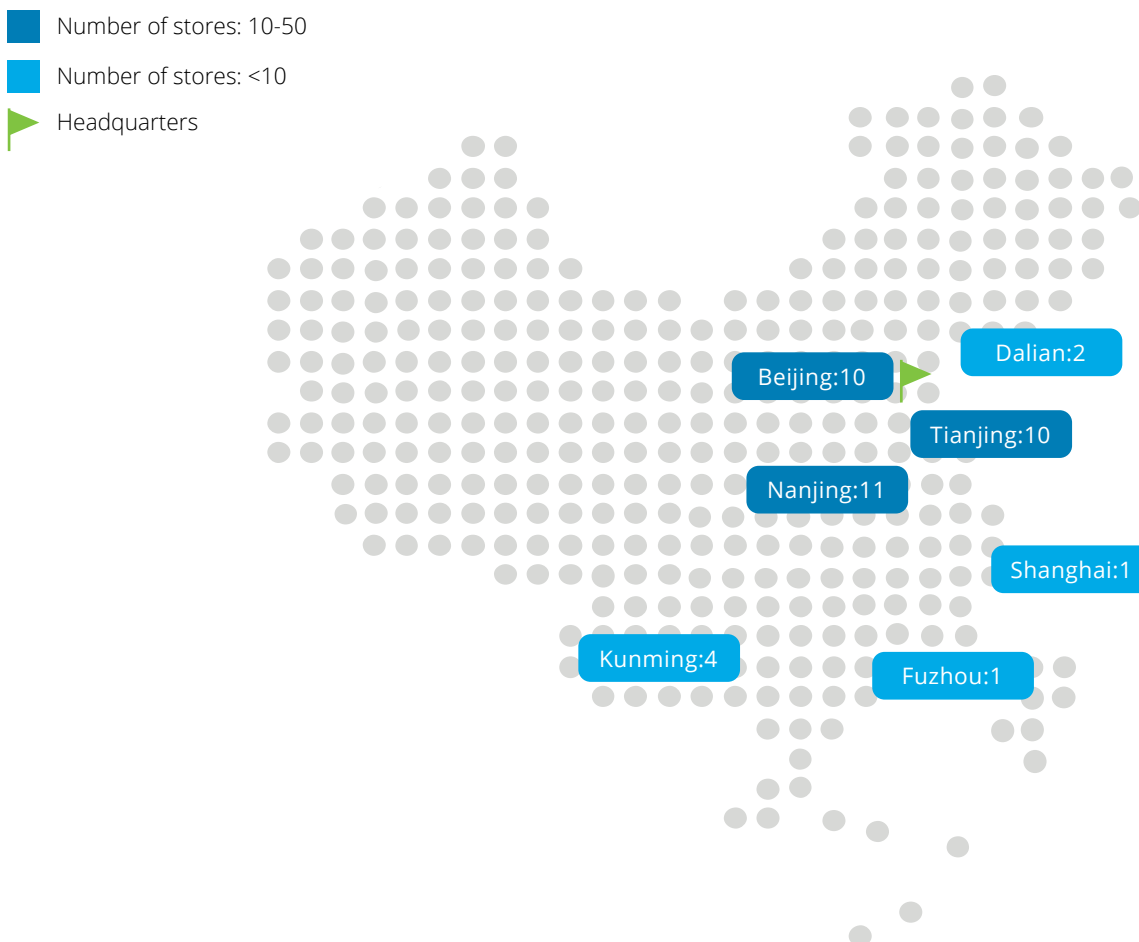 Number of stores: 10-50
Number of stores: <10
Headquarters
Dalian:2
Beijing:10
Tianjing:10
Nanjing:11
Shanghai:1
Kunming:4
Fuzhou:1